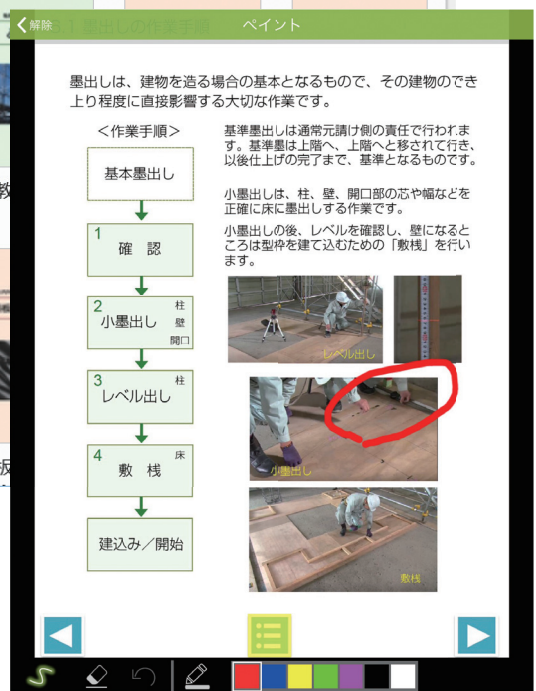 解除
ペイント
5.1 墨出しの作業手順
墨出しは、建物を造る場合の基本となるもので、その建物のでき
上り程度に直接影響する大切な作業です。
＜作業手順＞
基本墨出し
1
確 認
2
柱
小墨出し
壁
開口
3
柱
レベル出し
4
床
敷 桟
建込み／開始
基準墨出しは通常元請け側の責任で行われま
す。基準墨は上階へ、上階へと移されて行き、
以後仕上げの完了まで、基準となるものです。
小墨出しは、柱、壁、開口部の芯や幅などを
正確に床に墨出しする作業です。
小墨出しの後、レベルを確認し、壁になると
ころは型枠を建て込むための「敷桟」を行い
ます。
レベル出し
小墨出し
敷桟